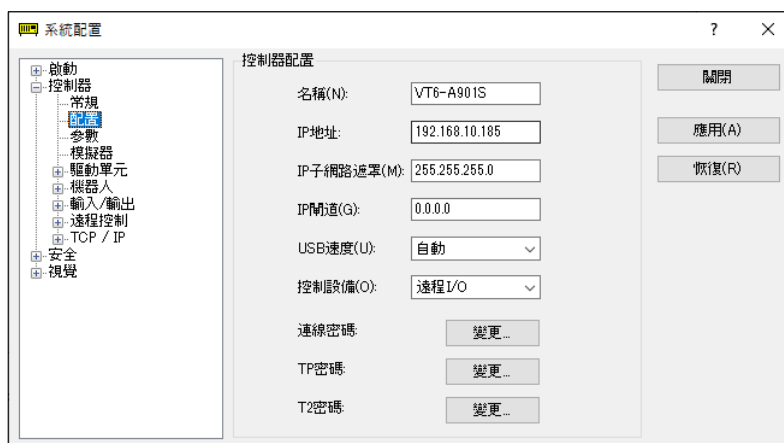 系統配置
啟動
控制器
常規
配置
參數
模擬器
驅動單元
機器人
輸入/輸出
遠程控制
TCP / IP
安全
視覺
控制器配置
名稱(N): VT6-A901S
IP地址: 192.168.10.185
IP子網路遮罩(M): 255.255.255.0
IP閘道(G): 0.0.0.0
USB速度(U): 自動
控制設備(O): 遠程I/O
連線密碼: 變更...
TP密碼: 變更...
T2密碼: 變更...
關閉
應用(A)
恢復(R)